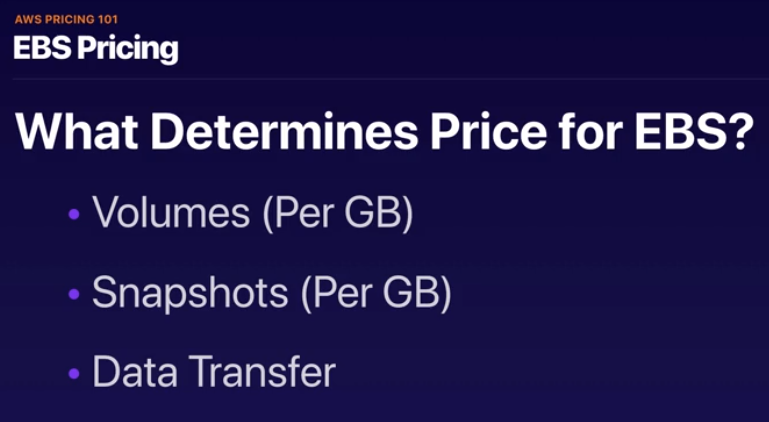 AWS PRICING 101
EBS Pricing
What Determines Price for EBS?
• Volumes (Per GB)
• Snapshots (Per GB)
• Data Transfer